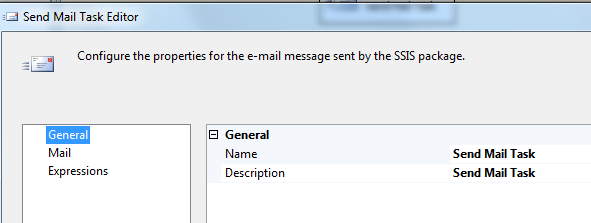 Send Mail Task Editor
Configure the properties for the e-mail message sent by the SSIS package.
General
Mail
Expressions
General
Name Send Mail Task
Description Send Mail Task